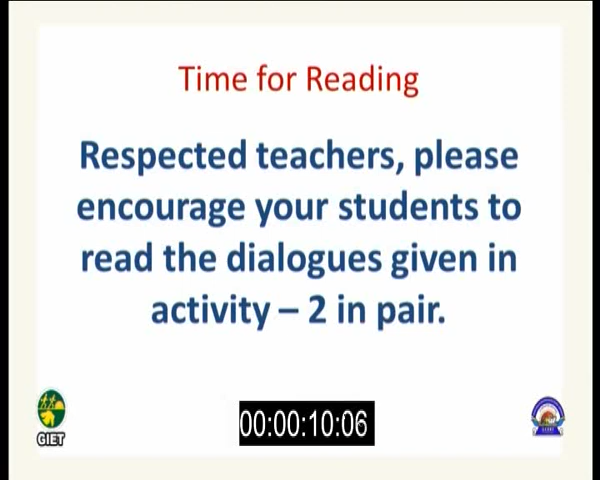 Time for Reading
Respected teachers, please
encourage your students to
read the dialogues given in
activity – 2 in pair.
00:00:10:06
GIET